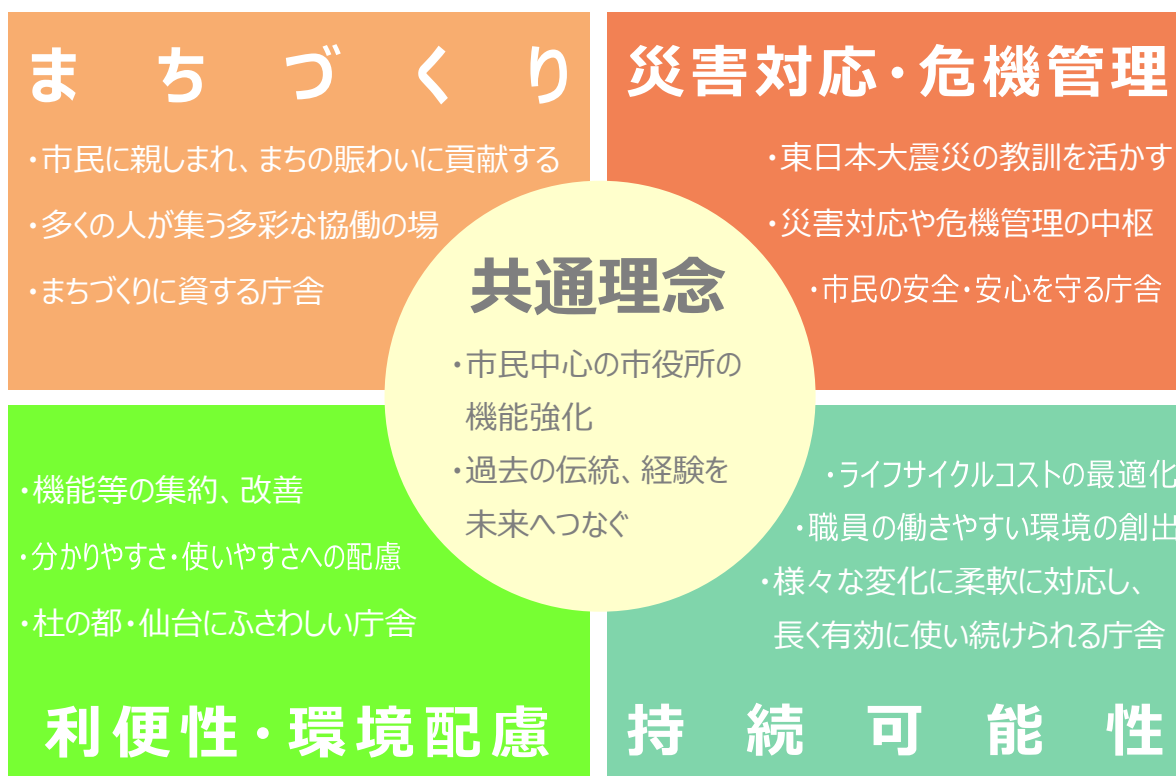 まちづくり
・市民に親しまれ、まちの賑わいに貢献する
・多くの人が集う多彩な協働の場
・まちづくりに資する庁舎
災害対応・危機管理
・東日本大震災の教訓を活かす
・災害対応や危機管理の中枢
・市民の安全・安心を守る庁舎
共通理念
・市民中心の市役所の
機能強化
・過去の伝統、経験を
未来へつなぐ
・機能等の集約、改善
・分かりやすさ・使いやすさへの配慮
・杜の都・仙台にふさわしい庁舎
利便性・環境配慮
・ライフサイクルコストの最適化
・職員の働きやすい環境の創出
・様々な変化に柔軟に対応し、
長く有効に使い続けられる庁舎
持続可能性